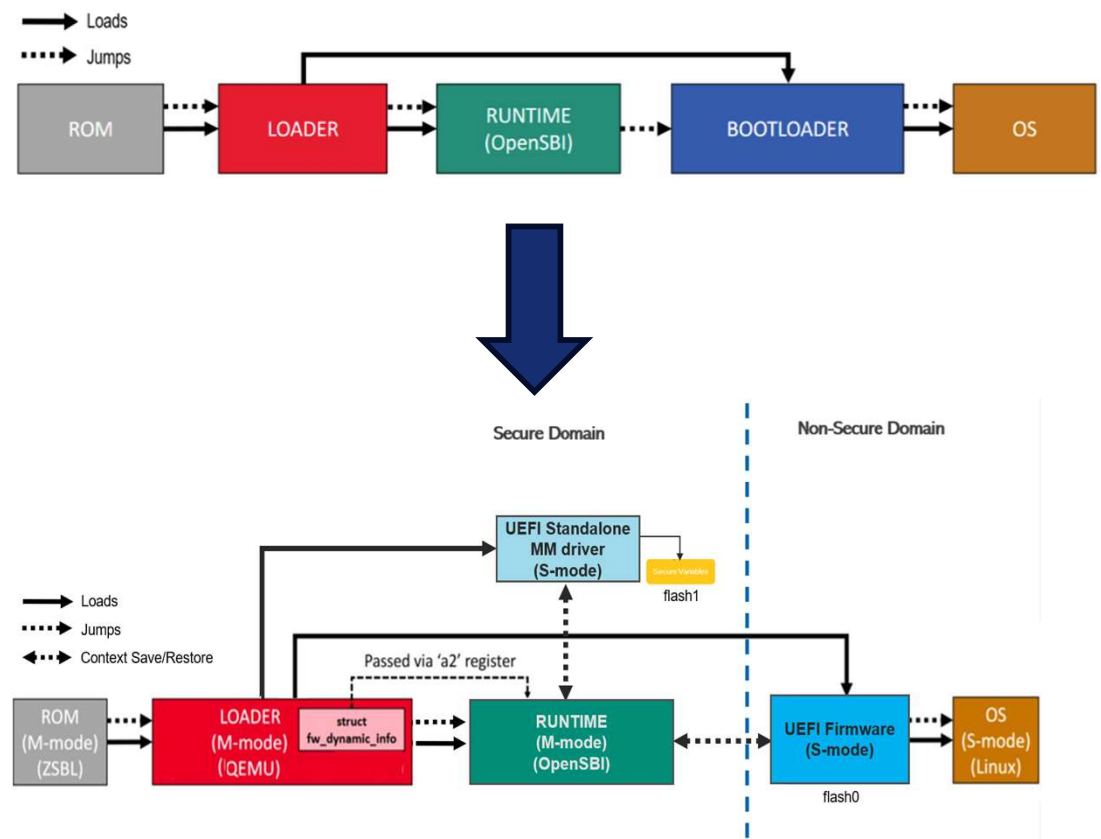 Loads
Jumps
ROM
LOADER
RUNTIME
(OpenSBI)
BOOTLOADER
OS
Secure Domain
Non-Secure Domain
UEFI Standalone
MM driver
(S-mode)
Secure Variables
flash1
Loads
Jumps
Context Save/Restore
Passed via 'a2' register
ROM
(M-mode)
(ZSBL)
LOADER
(M-mode)
(QEMU)
struct
fw_dynamic_info
RUNTIME
(M-mode)
(OpenSBI)
UEFI Firmware
(S-mode)
flash0
OS
(S-mode)
(Linux)